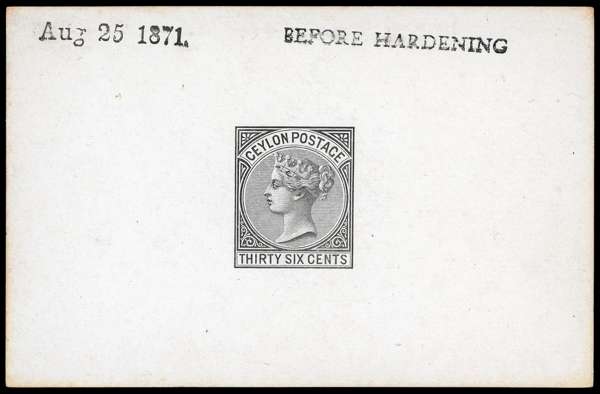 Aug 25 1871.
BEFORE HARDENING
CEYLON POSTAGE
THIRTY SIX CENTS